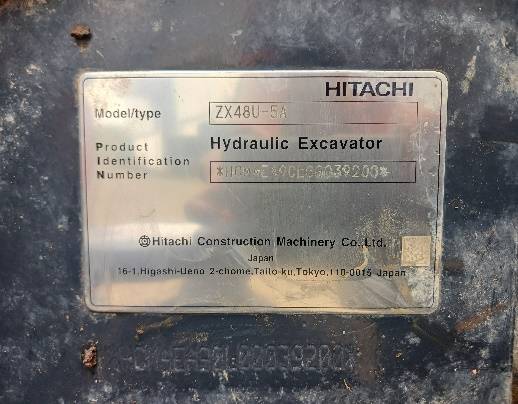 HITACHI
Model/type ZX48U-5A
Product Hydraulic Excavator
Identification
Number
Hitachi Construction Machinery Co.,Ltd.
Japan
16-1,Higashi-Ueno 2-chome,Taito-ku,Tokyo,110-0015 Japan